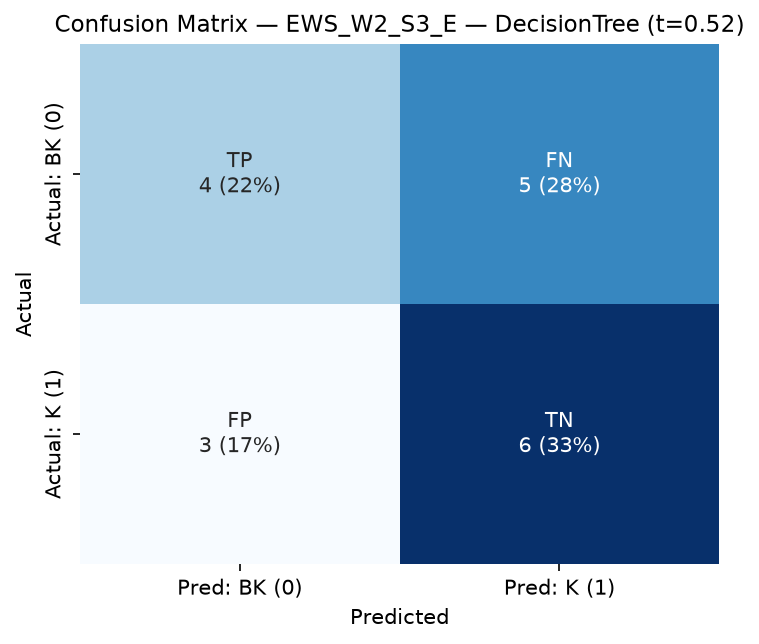 Confusion Matrix — EWS_W2_S3_E — DecisionTree (t=0.52)
Actual
Actual: BK (0)
TP
4 (22%)
FN
5 (28%)
Actual: K (1)
FP
3 (17%)
TN
6 (33%)
Pred: BK (0)
Pred: K (1)
Predicted